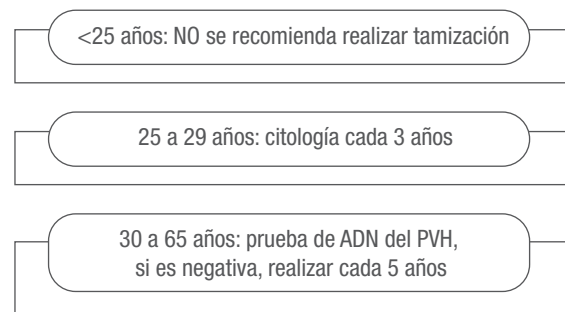 <25 años: NO se recomienda realizar tamización
25 a 29 años: citología cada 3 años
30 a 65 años: prueba de ADN del PVH,
si es negativa, realizar cada 5 años